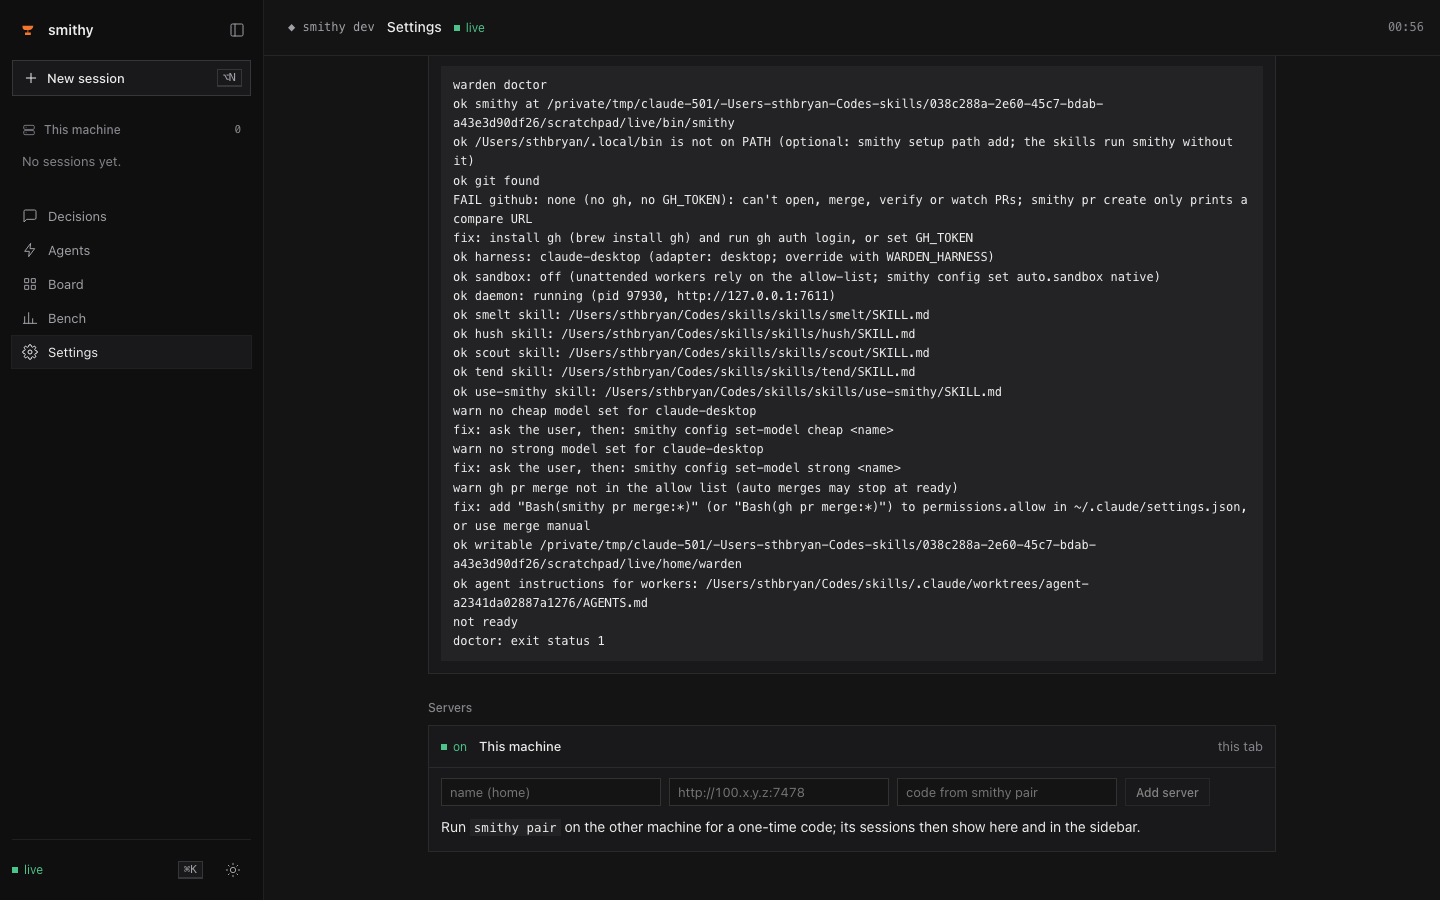 smithy
New session
⌥N
This machine
0
No sessions yet.
Decisions
Agents
Board
Bench
Settings
live
⌘K
◆ smithy dev
Settings
live
00:56
warden doctor
ok smithy at /private/tmp/claude-501/-Users-sthbryan-Codes-skills/038c288a-2e60-45c7-bdab-
a43e3d90df26/scratchpad/live/bin/smithy
ok /Users/sthbryan/.local/bin is not on PATH (optional: smithy setup path add; the skills run smithy without
it)
ok git found
FAIL github: none (no gh, no GH_TOKEN): can't open, merge, verify or watch PRs; smithy pr create only prints a
compare URL
fix: install gh (brew install gh) and run gh auth login, or set GH_TOKEN
ok harness: claude-desktop (adapter: desktop; override with WARDEN_HARNESS)
ok sandbox: off (unattended workers rely on the allow-list; smithy config set auto.sandbox native)
ok daemon: running (pid 97930, http://127.0.0.1:7611)
ok smelt skill: /Users/sthbryan/Codes/skills/skills/smelt/SKILL.md
ok hush skill: /Users/sthbryan/Codes/skills/skills/hush/SKILL.md
ok scout skill: /Users/sthbryan/Codes/skills/skills/scout/SKILL.md
ok tend skill: /Users/sthbryan/Codes/skills/skills/tend/SKILL.md
ok use-smithy skill: /Users/sthbryan/Codes/skills/skills/use-smithy/SKILL.md
warn no cheap model set for claude-desktop
fix: ask the user, then: smithy config set-model cheap <name>
warn no strong model set for claude-desktop
fix: ask the user, then: smithy config set-model strong <name>
warn gh pr merge not in the allow list (auto merges may stop at ready)
fix: add "Bash(smithy pr merge:*)" (or "Bash(gh pr merge:*)") to permissions.allow in ~/.claude/settings.json,
or use merge manual
ok writable /private/tmp/claude-501/-Users-sthbryan-Codes-skills/038c288a-2e60-45c7-bdab-
a43e3d90df26/scratchpad/live/home/warden
ok agent instructions for workers: /Users/sthbryan/Codes/skills/.claude/worktrees/agent-
a2341da02887a1276/AGENTS.md
not ready
doctor: exit status 1
Servers
on This machine
this tab
name (home)
http://100.x.y.z:7478
code from smithy pair
Add server
Run smithy pair on the other machine for a one-time code; its sessions then show here and in the sidebar.